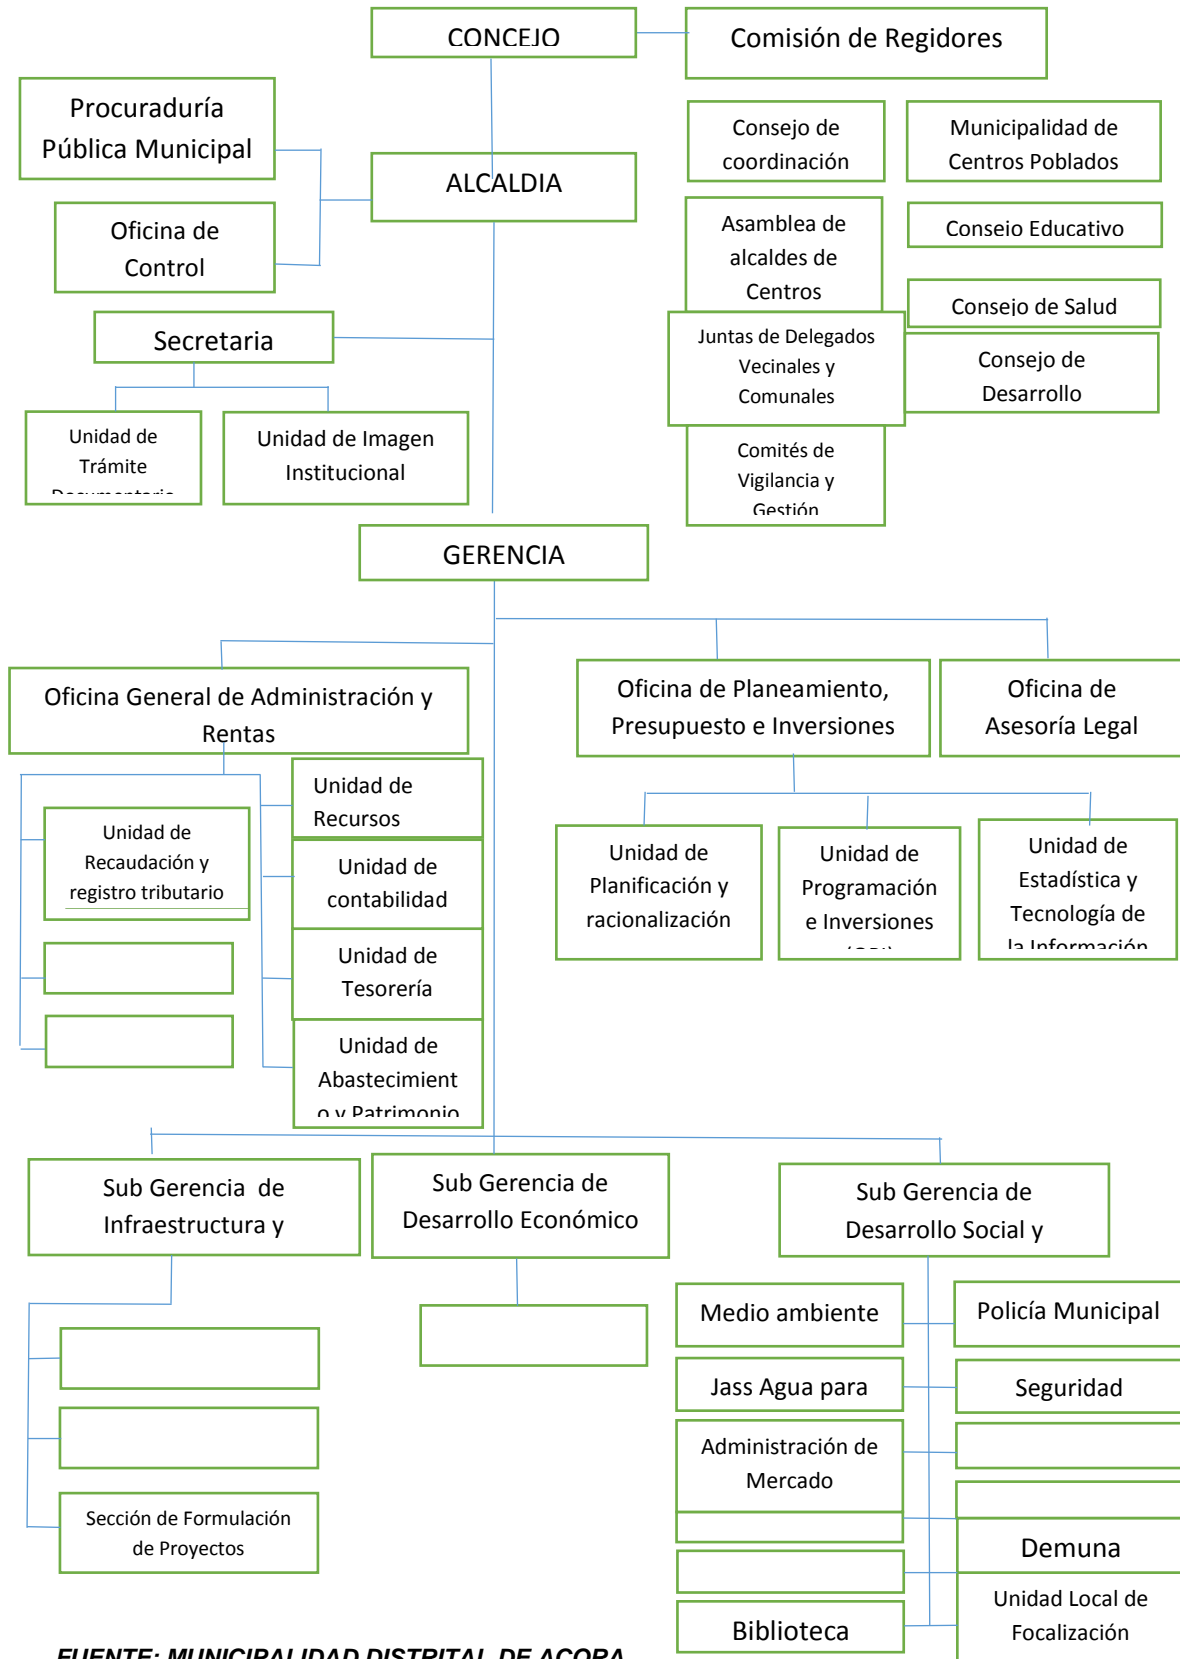 CONCEJO
Comisión de Regidores
Procuraduría
Pública Municipal
Consejo de
coordinación
Municipalidad de
Centros Poblados
ALCALDIA
Oficina de
Control
Asamblea de
alcaldes de
Centros
Consejo Educativo
Consejo de Salud
Secretaria
Juntas de Delegados
Vecinales y
Comunales
Consejo de
Desarrollo
Unidad de
Trámite
Documentario
Unidad de Imagen
Institucional
Comités de
Vigilancia y
Gestión
GERENCIA
Oficina General de Administración y
Rentas
Oficina de Planeamiento,
Presupuesto e Inversiones
Oficina de
Asesoría Legal
Unidad de
Recursos
Unidad de
Recaudación y
registro tributario
Unidad de
contabilidad
Unidad de
Tesorería
Unidad de
Abastecimient
o y Patrimonio
Unidad de
Planificación y
racionalización
Unidad de
Programación
e Inversiones
(OPI)
Unidad de
Estadística y
Tecnología de
la Información
Sub Gerencia de
Infraestructura y
Sub Gerencia de
Desarrollo Económico
Sub Gerencia de
Desarrollo Social y
Medio ambiente
Policía Municipal
Jass Agua para
Seguridad
Administración de
Mercado
Sección de Formulación
de Proyectos
Demuna
Biblioteca
Unidad Local de
Focalización
FUENTE: MUNICIPALIDAD DISTRITAL DE ACORA